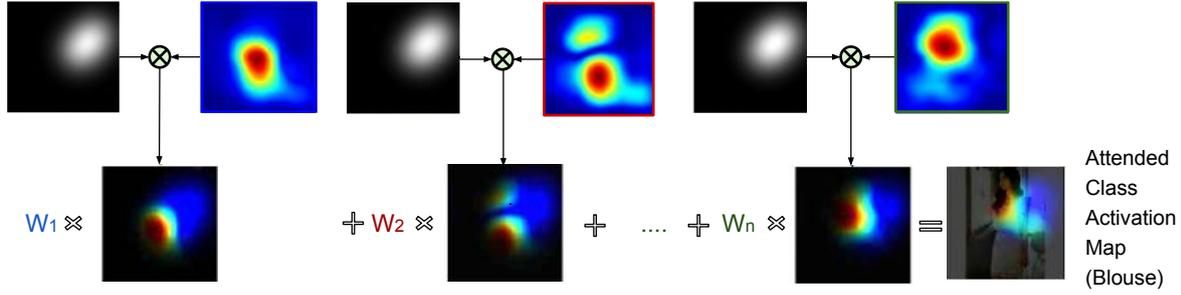 W1 × + W2 × + .... + Wn × =
Attended
Class
Activation
Map
(Blouse)